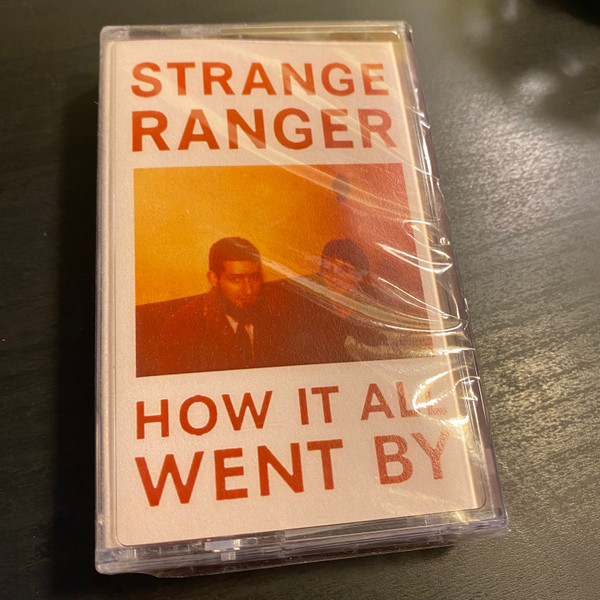 STRANGE
RANGER
HOW IT ALL
WENT BY